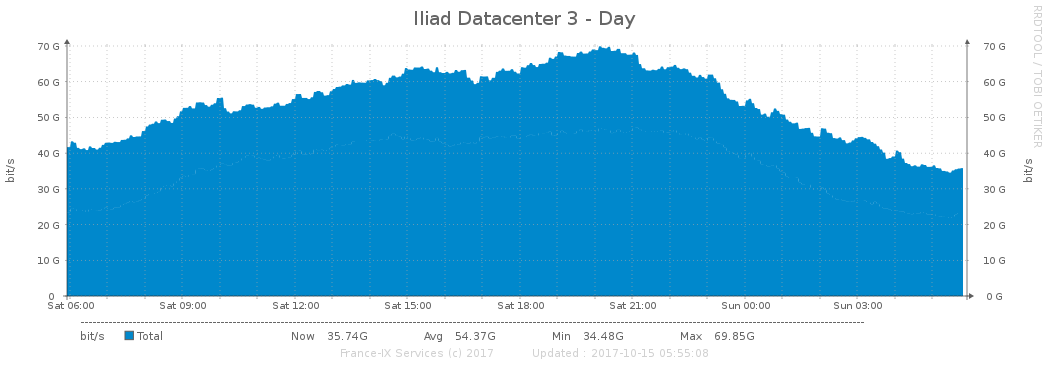 Iliad Datacenter 3 - Day
RRDTOOL / TOBI OETIKER
70 G 70 G
60 G 60 G
50 G 50 G
40 G 40 G
30 G 30 G
20 G 20 G
10 G 10 G
0 0 G
bit/s bit/s
Sat 06:00 Sat 09:00 Sat 12:00 Sat 15:00 Sat 18:00 Sat 21:00 Sun 00:00 Sun 03:00
bit/s Total Now 35.74G Avg 54.37G Min 34.48G Max 69.85G
France-IX Services (c) 2017 Updated : 2017-10-15 05:55:08